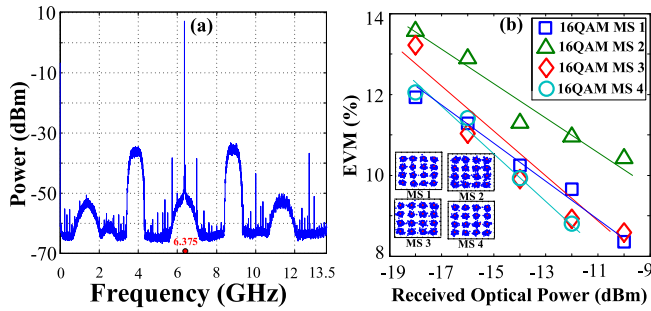 (a)
Power (dBm)
10
-10
-30
-50
-70
6.375
0 2 4 6 8 10 12 13.5
Frequency (GHz)
(b)
EVM (%)
14
12
10
8
16QAM MS 1
16QAM MS 2
16QAM MS 3
16QAM MS 4
MS 1 MS 2
MS 3 MS 4
-19 -17 -15 -13 -11 -9
Received Optical Power (dBm)